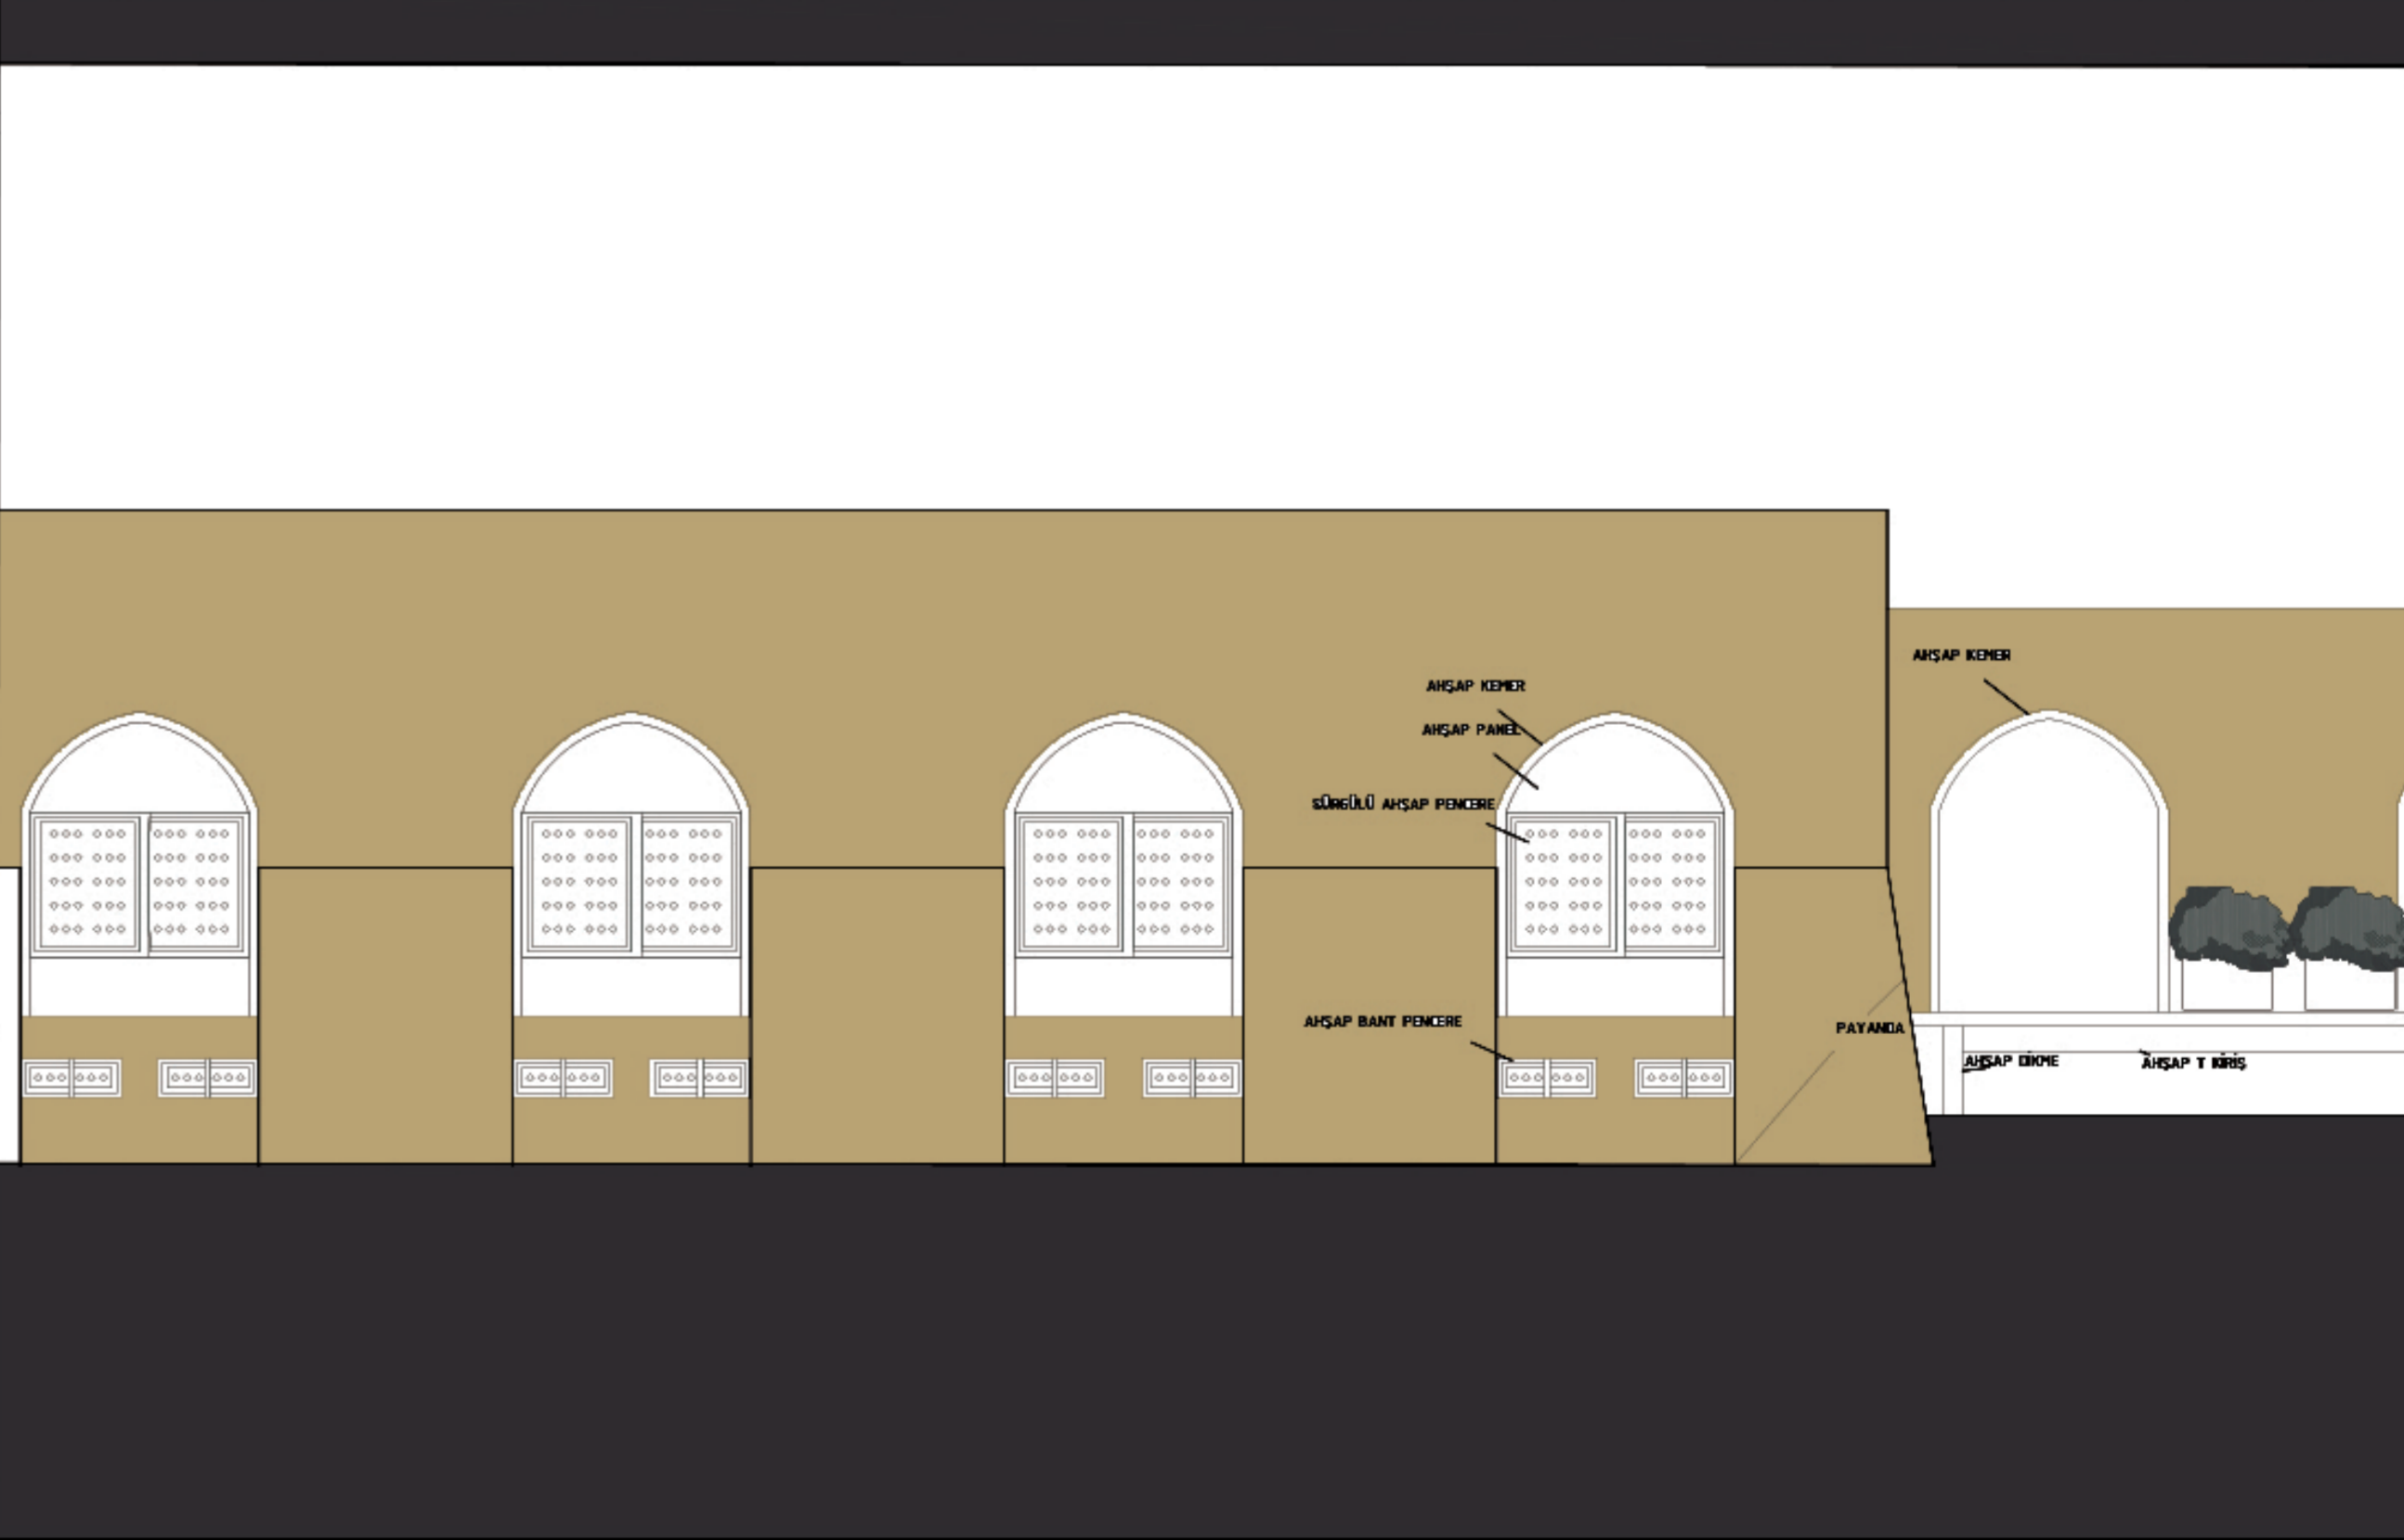 AHŞAP KEMER
AHŞAP KEMER
AHŞAP PANEL
SÜRGÜLÜ AHŞAP PENCERE
AHŞAP BANT PENCERE
PAYANDA
AHŞAP DİKME
AHŞAP T KİRİŞ